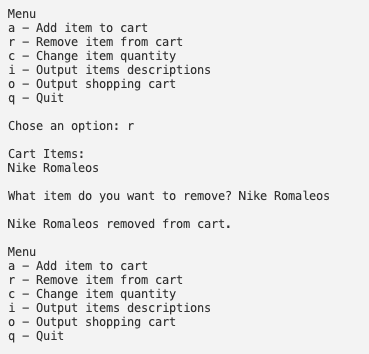 Menu
a – Add item to cart
r – Remove item from cart
c – Change item quantity
i – Output items descriptions
o – Output shopping cart
q – Quit
Chose an option: r
Cart Items:
Nike Romaleos
What item do you want to remove? Nike Romaleos
Nike Romaleos removed from cart.
Menu
a – Add item to cart
r – Remove item from cart
c – Change item quantity
i – Output items descriptions
o – Output shopping cart
q – Quit